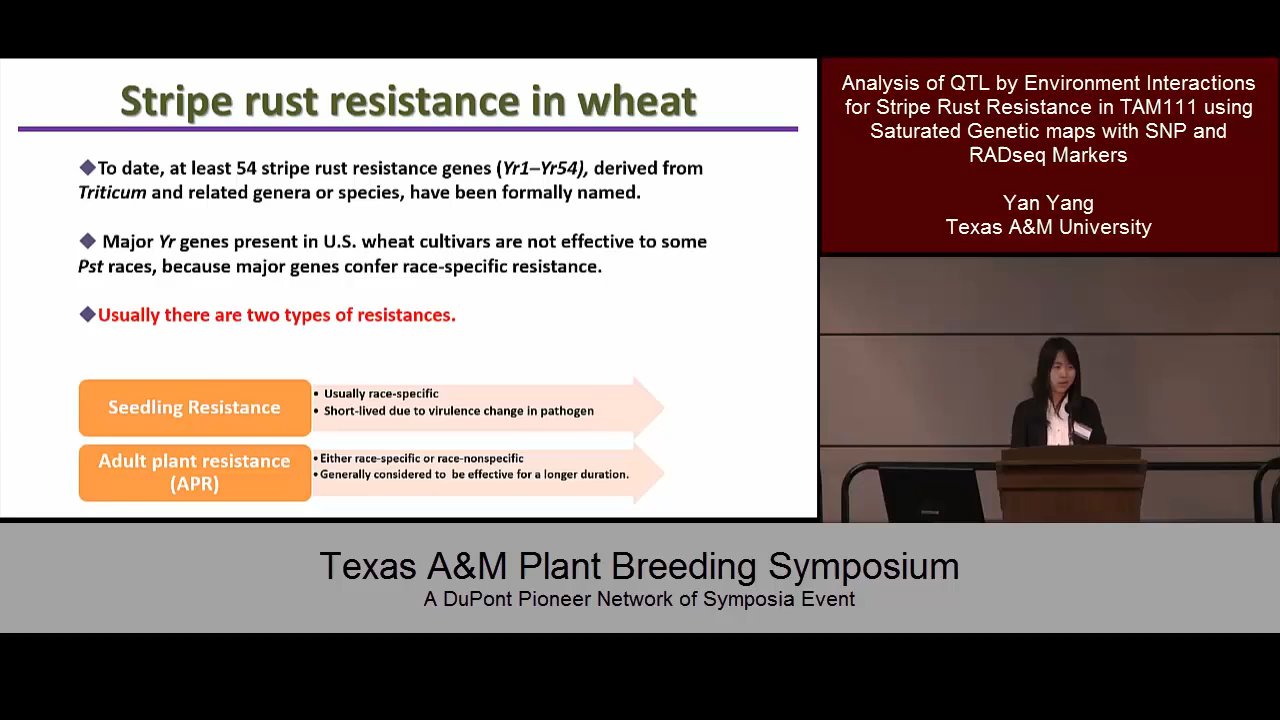 Stripe rust resistance in wheat
◆To date, at least 54 stripe rust resistance genes (Yr1–Yr54), derived from
Triticum and related genera or species, have been formally named.
◆ Major Yr genes present in U.S. wheat cultivars are not effective to some
Pst races, because major genes confer race-specific resistance.
◆Usually there are two types of resistances.
Seedling Resistance
• Usually race-specific
• Short-lived due to virulence change in pathogen
Adult plant resistance
(APR)
•Either race-specific or race-nonspecific
•Generally considered to be effective for a longer duration.
Analysis of QTL by Environment Interactions
for Stripe Rust Resistance in TAM111 using
Saturated Genetic maps with SNP and
RADseq Markers
Yan Yang
Texas A&M University
Texas A&M Plant Breeding Symposium
A DuPont Pioneer Network of Symposia Event